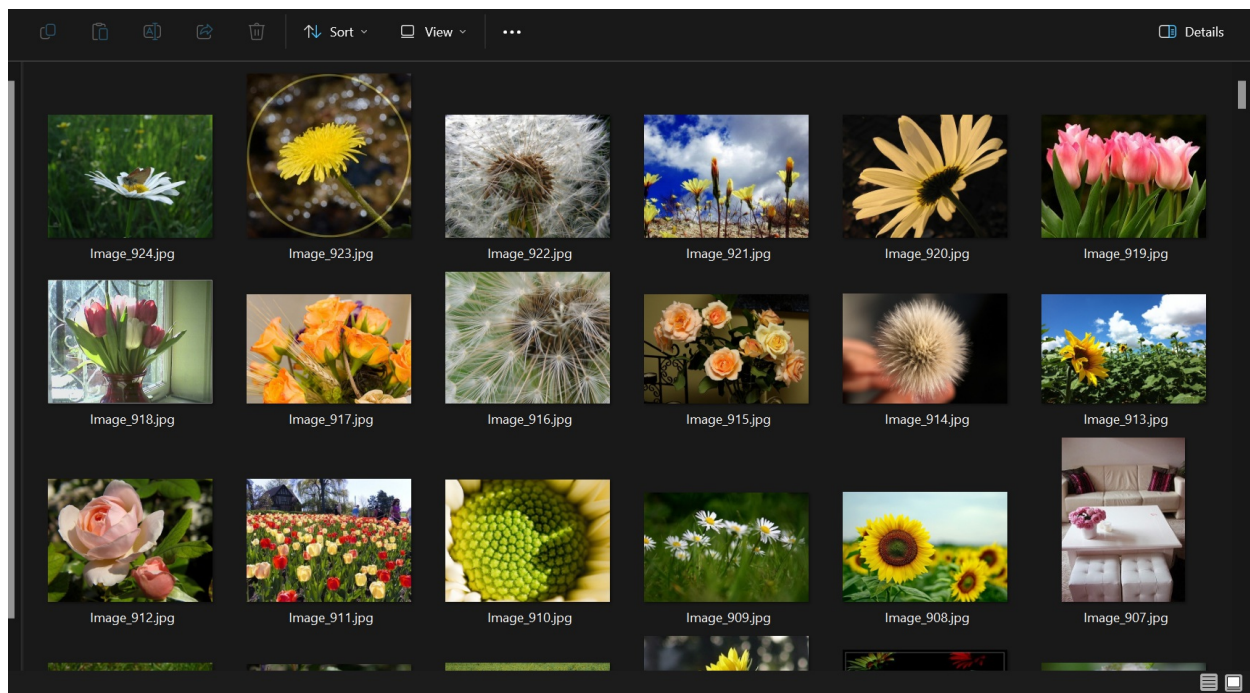 Sort View ... Details
Image_924.jpg Image_923.jpg Image_922.jpg Image_921.jpg Image_920.jpg Image_919.jpg
Image_918.jpg Image_917.jpg Image_916.jpg Image_915.jpg Image_914.jpg Image_913.jpg
Image_912.jpg Image_911.jpg Image_910.jpg Image_909.jpg Image_908.jpg Image_907.jpg